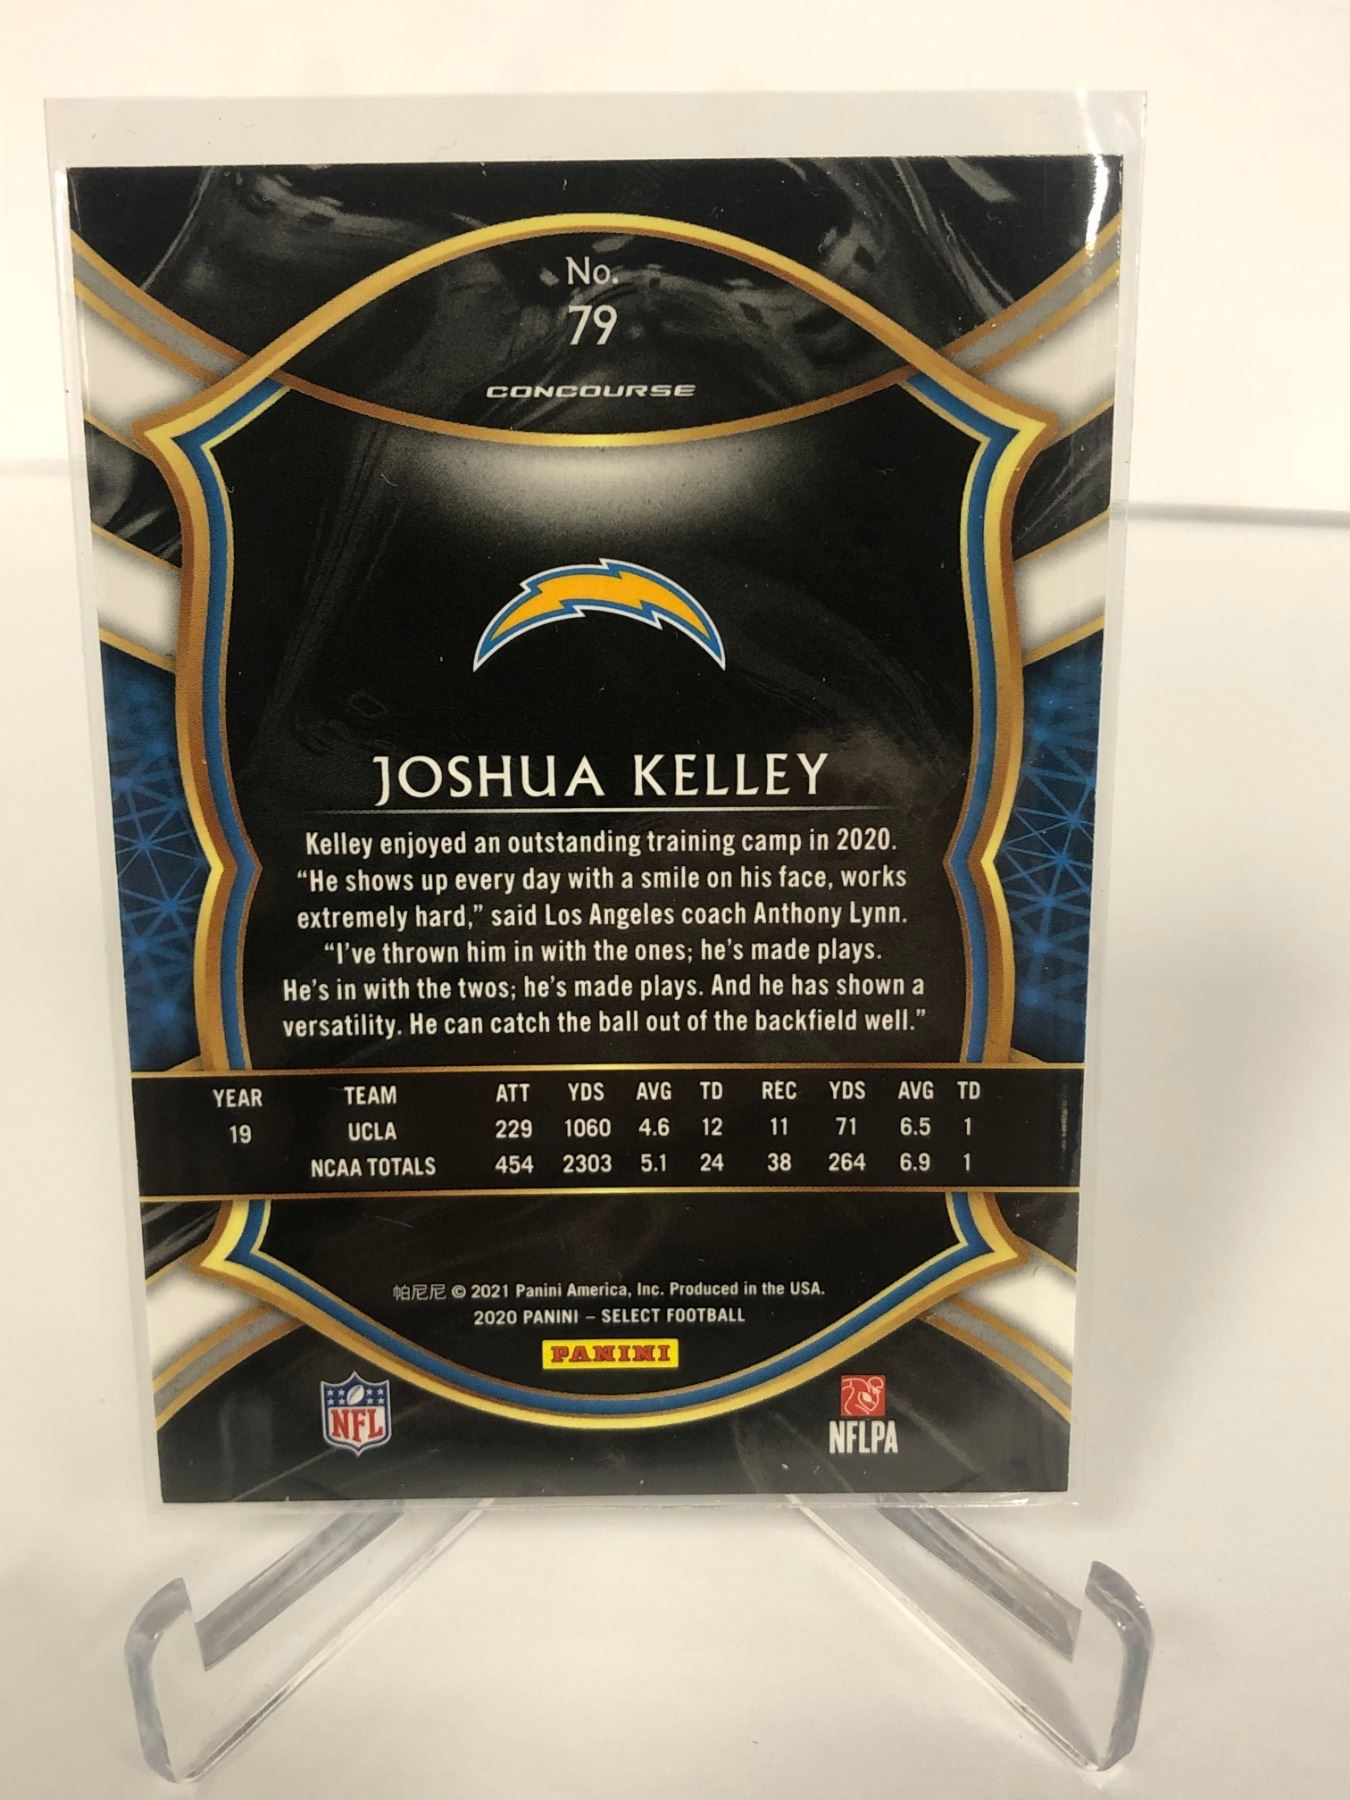 No.
79
CONCOURSE
JOSHUA KELLEY
Kelley enjoyed an outstanding training camp in 2020.
“He shows up every day with a smile on his face, works
extremely hard,” said Los Angeles coach Anthony Lynn.
“I’ve thrown him in with the ones; he’s made plays.
He’s in with the twos; he’s made plays. And he has shown a
versatility. He can catch the ball out of the backfield well.”
YEAR TEAM ATT YDS AVG TD REC YDS AVG TD
19 UCLA 229 1060 4.6 12 11 71 6.5 1
NCAA TOTALS 454 2303 5.1 24 38 264 6.9 1
帕尼尼 © 2021 Panini America, Inc. Produced in the USA.
2020 PANINI – SELECT FOOTBALL
PANINI
NFL
NFLPA